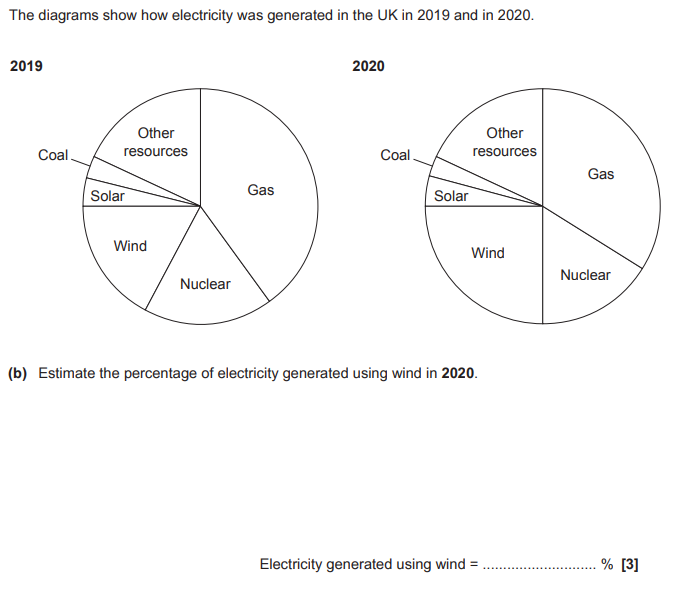 The diagrams show how electricity was generated in the UK in 2019 and in 2020.
2019
Other
resources
Coal
Solar
Gas
Wind
Nuclear
2020
Other
resources
Coal
Solar
Gas
Wind
Nuclear
(b) Estimate the percentage of electricity generated using wind in 2020.
Electricity generated using wind = ............................ % [3]